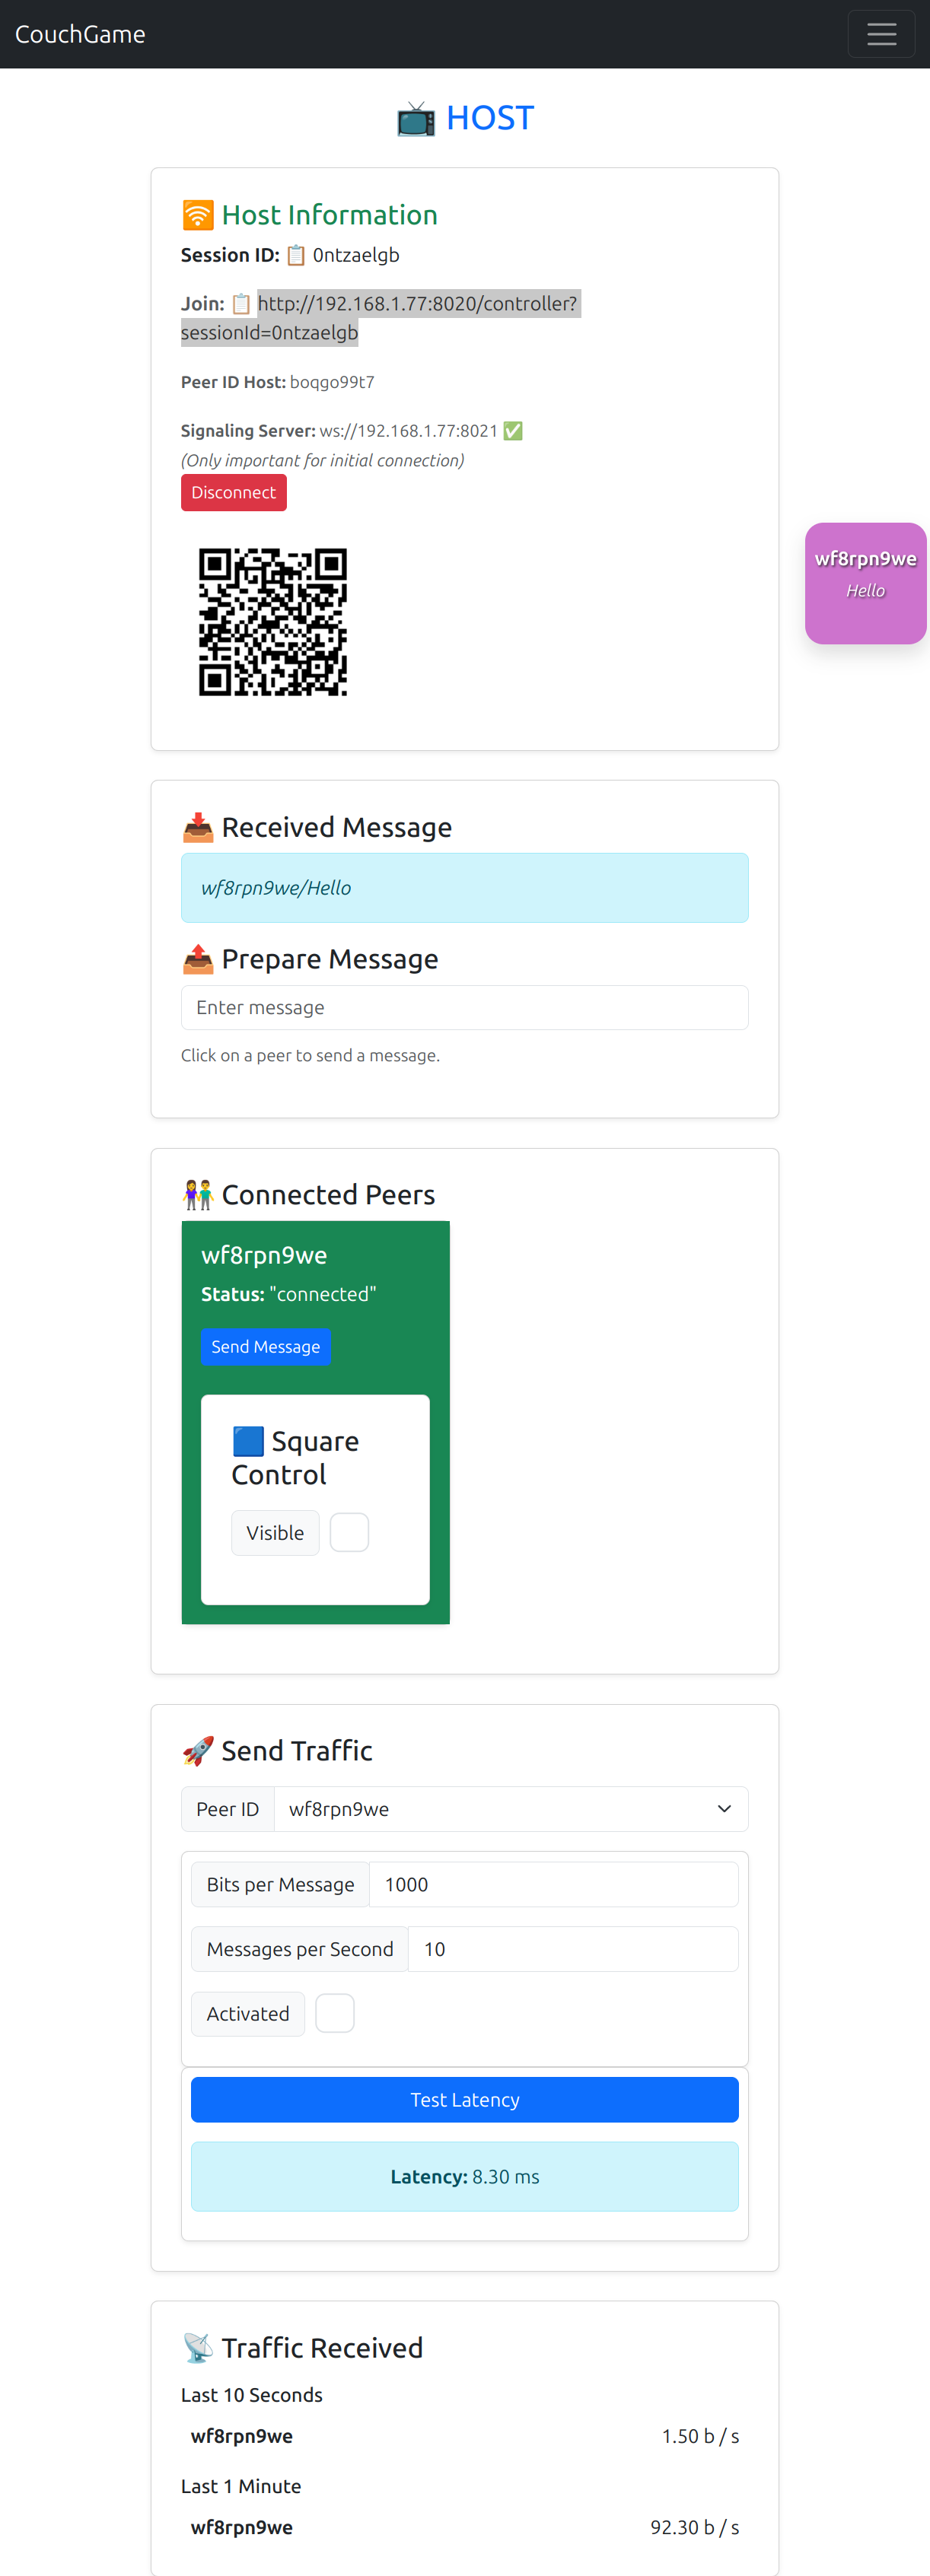 CouchGame
📺 HOST
🛜 Host Information
Session ID: 📋 0ntzaelgb
Join: 📋 http://192.168.1.77:8020/controller?
sessionId=0ntzaelgb
Peer ID Host: boqgo99t7
Signaling Server: ws://192.168.1.77:8021 ✅
(Only important for initial connection)
Disconnect
wf8rpn9we
Hello
📥 Received Message
wf8rpn9we/Hello
📤 Prepare Message
Enter message
Click on a peer to send a message.
👫 Connected Peers
wf8rpn9we
Status: "connected"
Send Message
🟦 Square
Control
Visible
🚀 Send Traffic
Peer ID wf8rpn9we
Bits per Message 1000
Messages per Second 10
Activated
Test Latency
Latency: 8.30 ms
📡 Traffic Received
Last 10 Seconds
wf8rpn9we 1.50 b / s
Last 1 Minute
wf8rpn9we 92.30 b / s